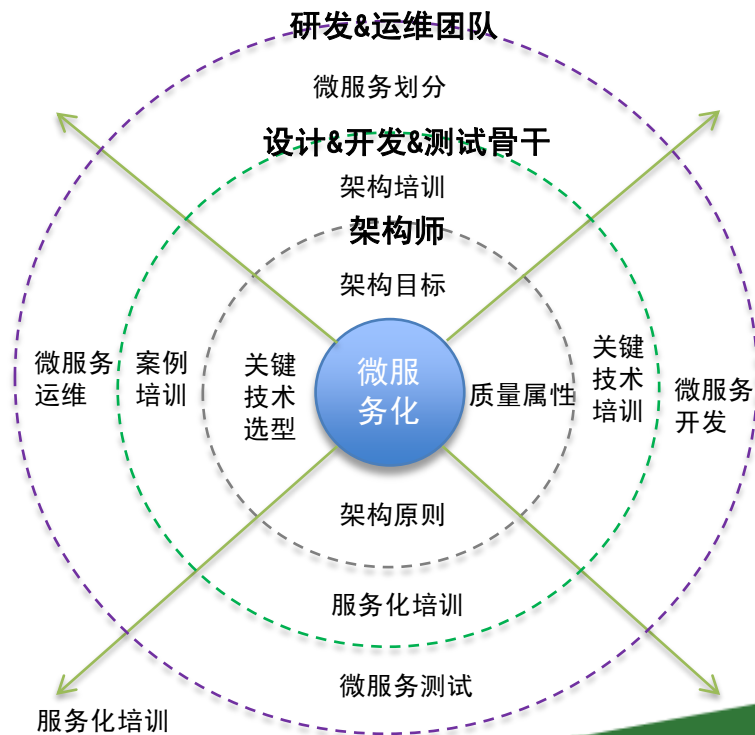 研发&运维团队
微服务划分
设计&开发&测试骨干
架构培训
架构师
架构目标
微服务
运维
案例
培训
关键
技术
选型
微服
务化
质量属性
关键
技术
培训
微服务
开发
架构原则
服务化培训
微服务测试
服务化培训